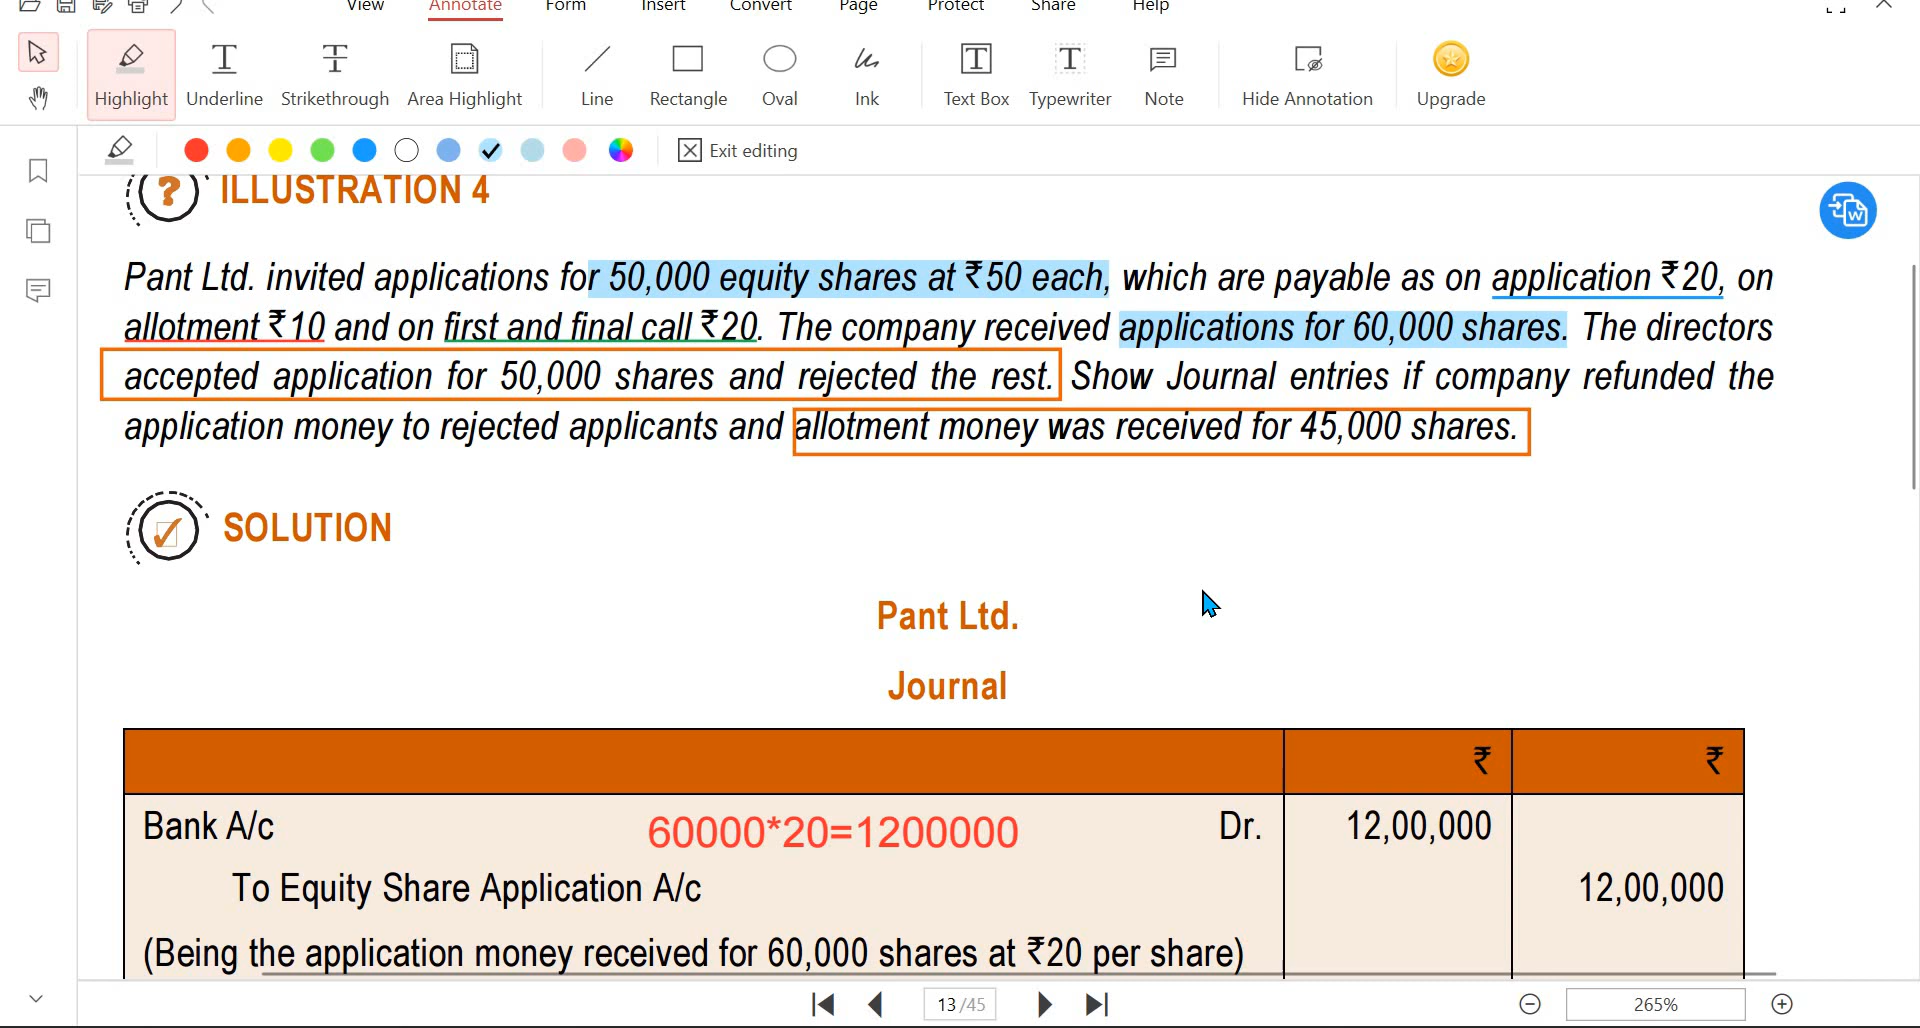 View Annotate Form Insert Convert Page Protect Share Help
Highlight Underline Strikethrough Area Highlight Line Rectangle Oval Ink Text Box Typewriter Note Hide Annotation Upgrade
Exit editing
ILLUSTRATION 4
Pant Ltd. invited applications for 50,000 equity shares at ₹50 each, which are payable as on application ₹20, on
allotment ₹10 and on first and final call ₹20. The company received applications for 60,000 shares. The directors
accepted application for 50,000 shares and rejected the rest. Show Journal entries if company refunded the
application money to rejected applicants and allotment money was received for 45,000 shares.
SOLUTION
Pant Ltd.
Journal
₹ ₹
Bank A/c 60000*20=1200000 Dr. 12,00,000
To Equity Share Application A/c 12,00,000
(Being the application money received for 60,000 shares at ₹20 per share)
13 /45 265%